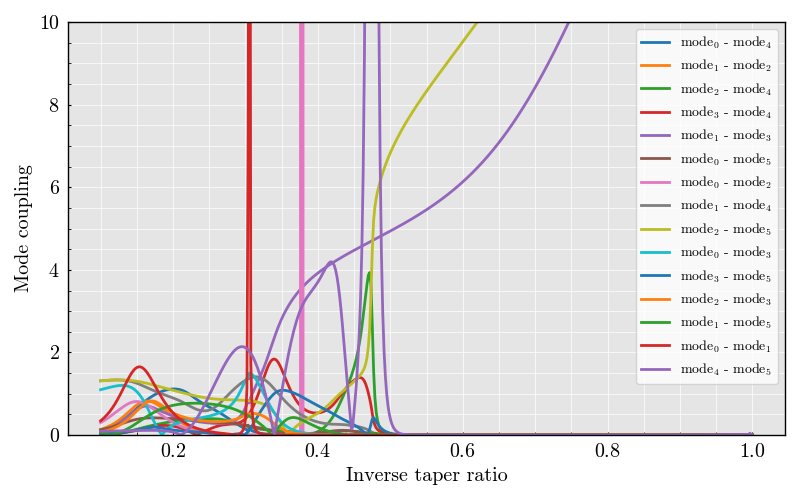 10
8
6
4
2
0
Mode coupling
0.2
0.4
0.6
0.8
1.0
Inverse taper ratio
mode₀ - mode₄
mode₁ - mode₂
mode₂ - mode₄
mode₃ - mode₄
mode₁ - mode₃
mode₀ - mode₅
mode₀ - mode₂
mode₁ - mode₄
mode₂ - mode₅
mode₀ - mode₃
mode₃ - mode₅
mode₂ - mode₃
mode₁ - mode₅
mode₀ - mode₁
mode₄ - mode₅